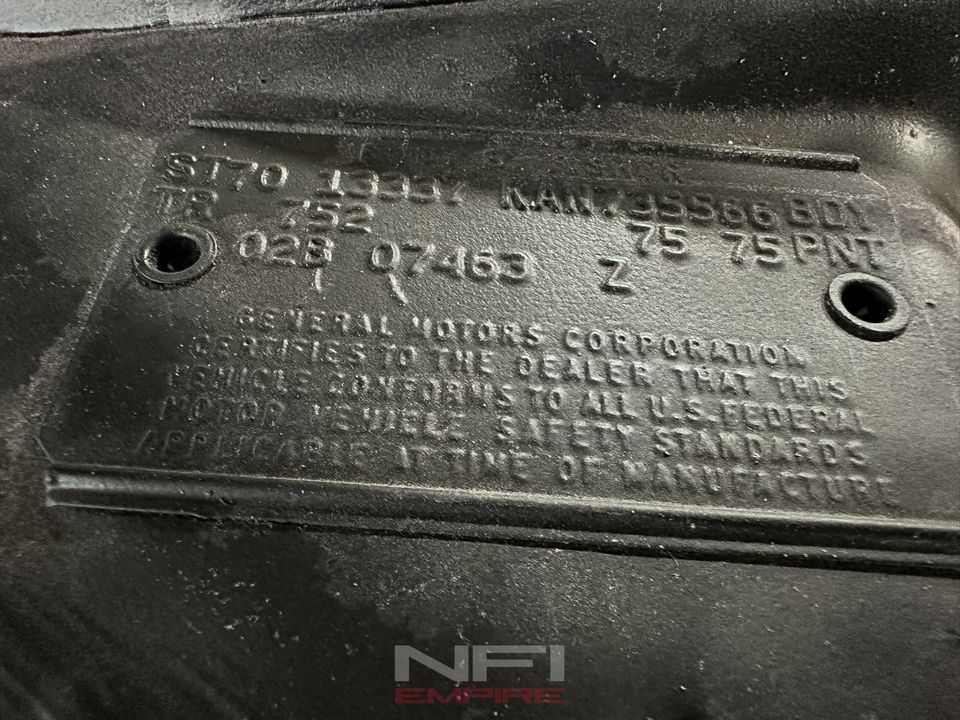 ST70 13337 KAN735566 BDY
TR 752 75 75 PNT
02B 07463 Z
GENERAL MOTORS CORPORATION
CERTIFIES TO THE DEALER THAT THIS
VEHICLE CONFORMS TO ALL U.S. FEDERAL
MOTOR VEHICLE SAFETY STANDARDS
APPLICABLE AT TIME OF MANUFACTURE
NFI
EMPIRE